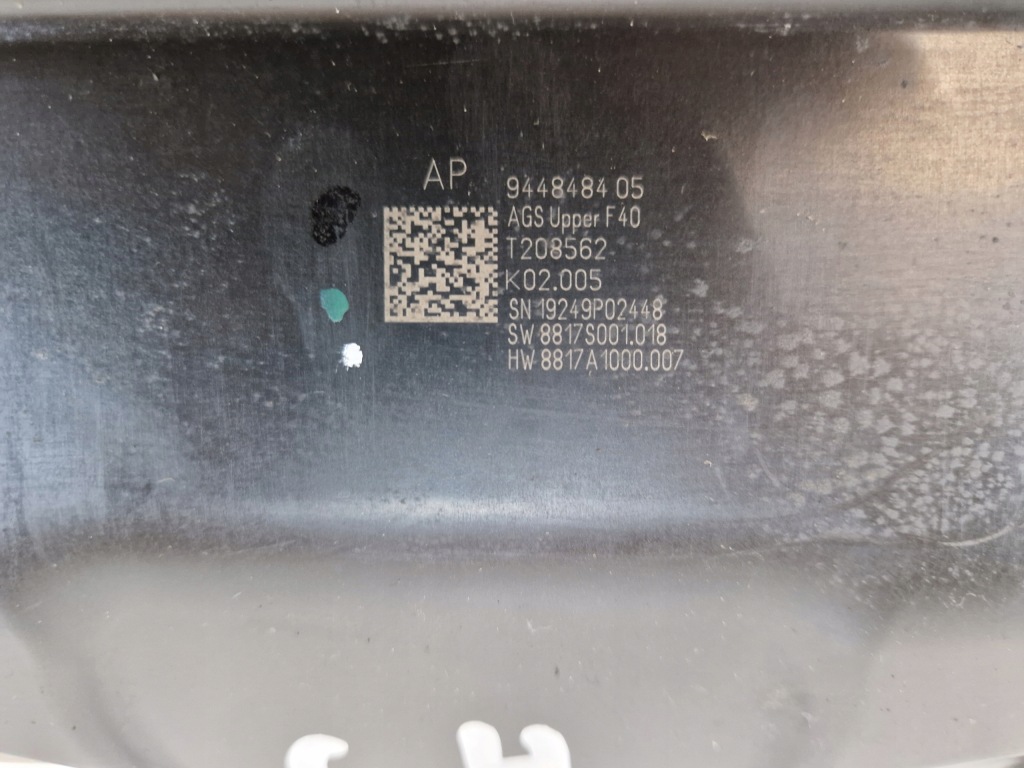 AP
9448484 05
AGS Upper F40
T208562
K02.005
SN 19249P02448
SW 8817S001.018
HW 8817A1000.007